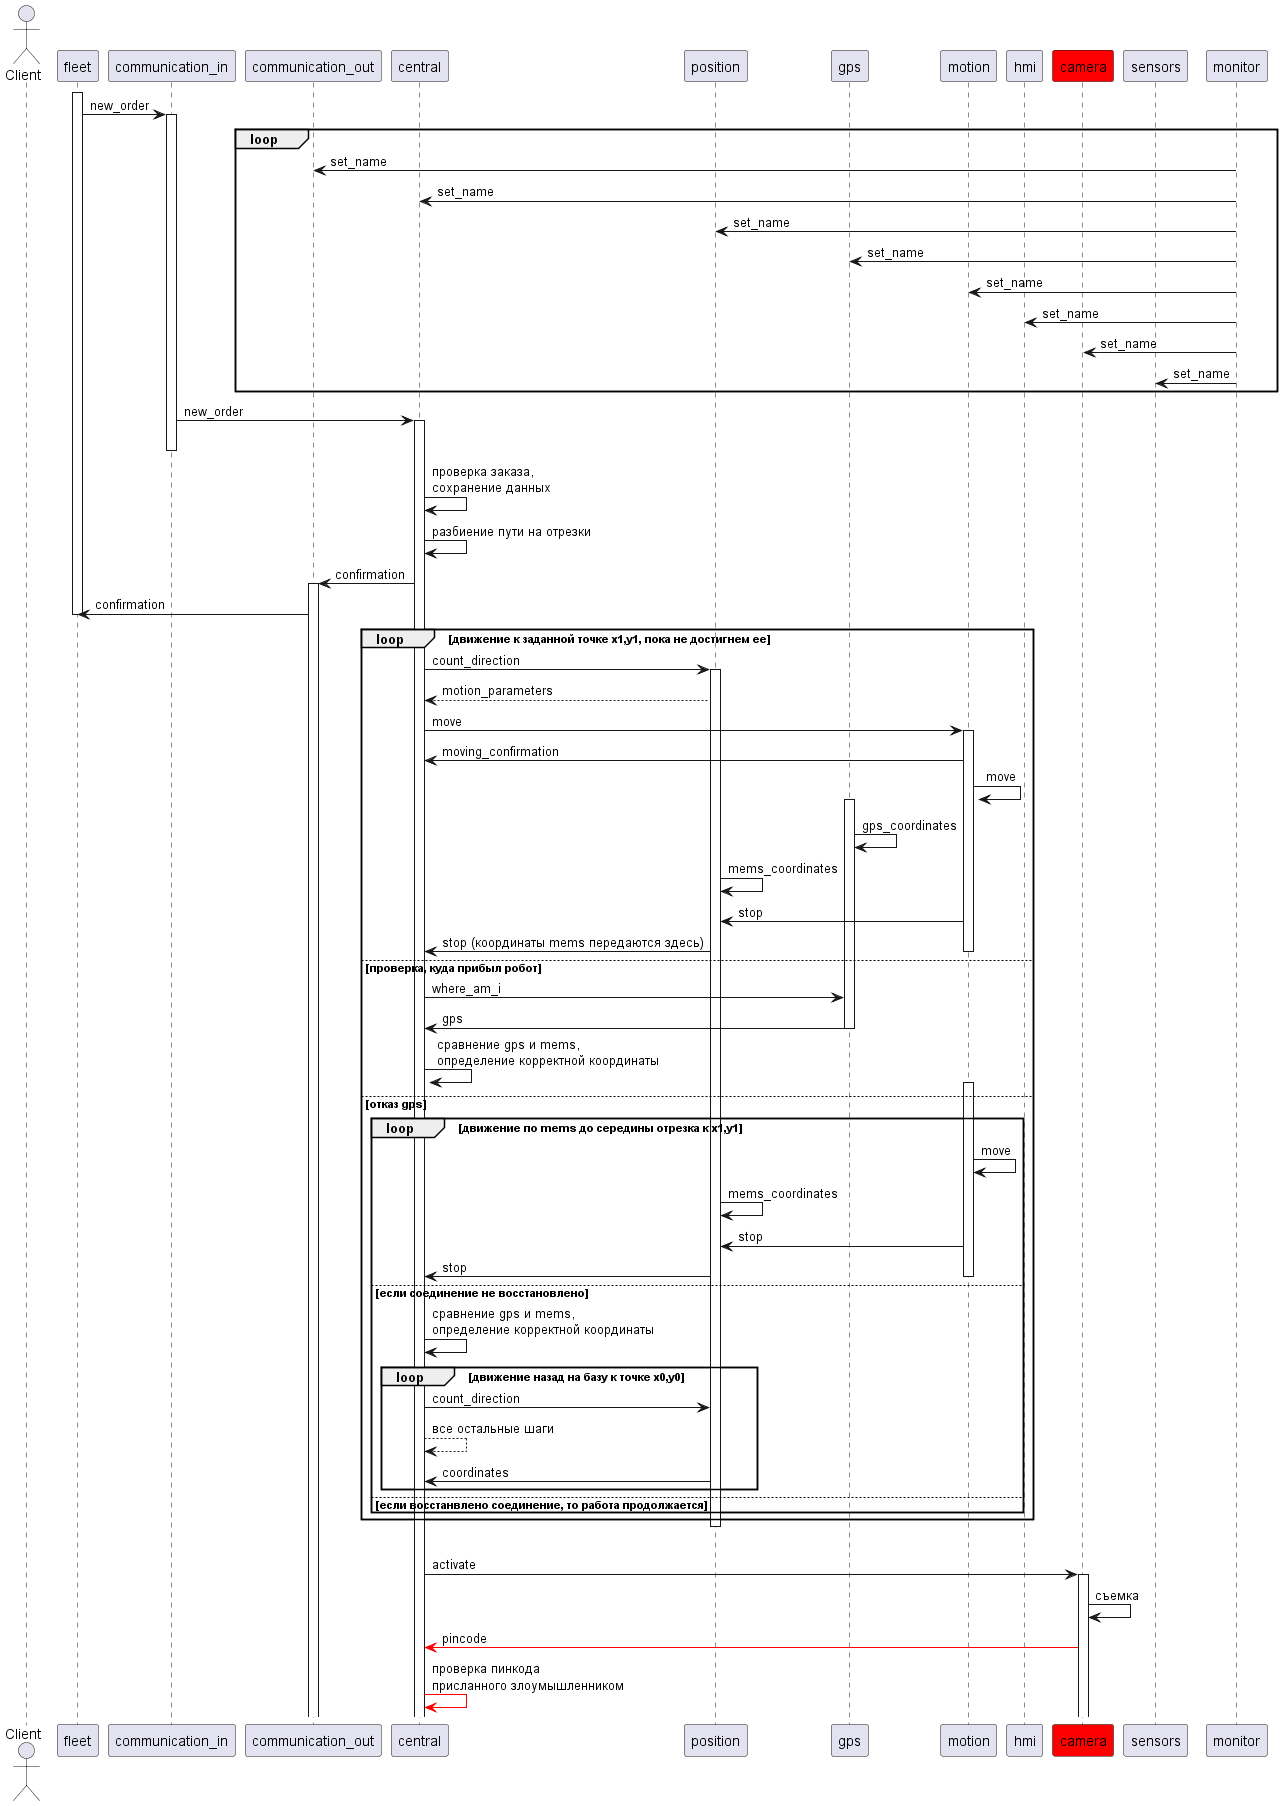 Client
fleet
communication_in
communication_out
central
position
gps
motion
hmi
camera
sensors
monitor
new_order
loop
set_name
set_name
set_name
set_name
set_name
set_name
set_name
set_name
new_order
проверка заказа,
сохранение данных
разбиение пути на отрезки
confirmation
confirmation
loop [движение к заданной точке x1,y1, пока не достигнем ее]
count_direction
motion_parameters
move
moving_confirmation
move
gps_coordinates
mems_coordinates
stop
stop (координаты mems передаются здесь)
[проверка, куда прибыл робот]
where_am_i
gps
сравнение gps и mems,
определение корректной координаты
[отказ gps]
loop [движение по mems до середины отрезка к x1,y1]
move
mems_coordinates
stop
stop
[если соединение не восстановлено]
сравнение gps и mems,
определение корректной координаты
loop [движение назад на базу к точке x0,y0]
count_direction
все остальные шаги
coordinates
[если восстанвлено соединение, то работа продолжается]
activate
съемка
pincode
проверка пинкода
присланного злоумышленником
Client
fleet
communication_in
communication_out
central
position
gps
motion
hmi
camera
sensors
monitor